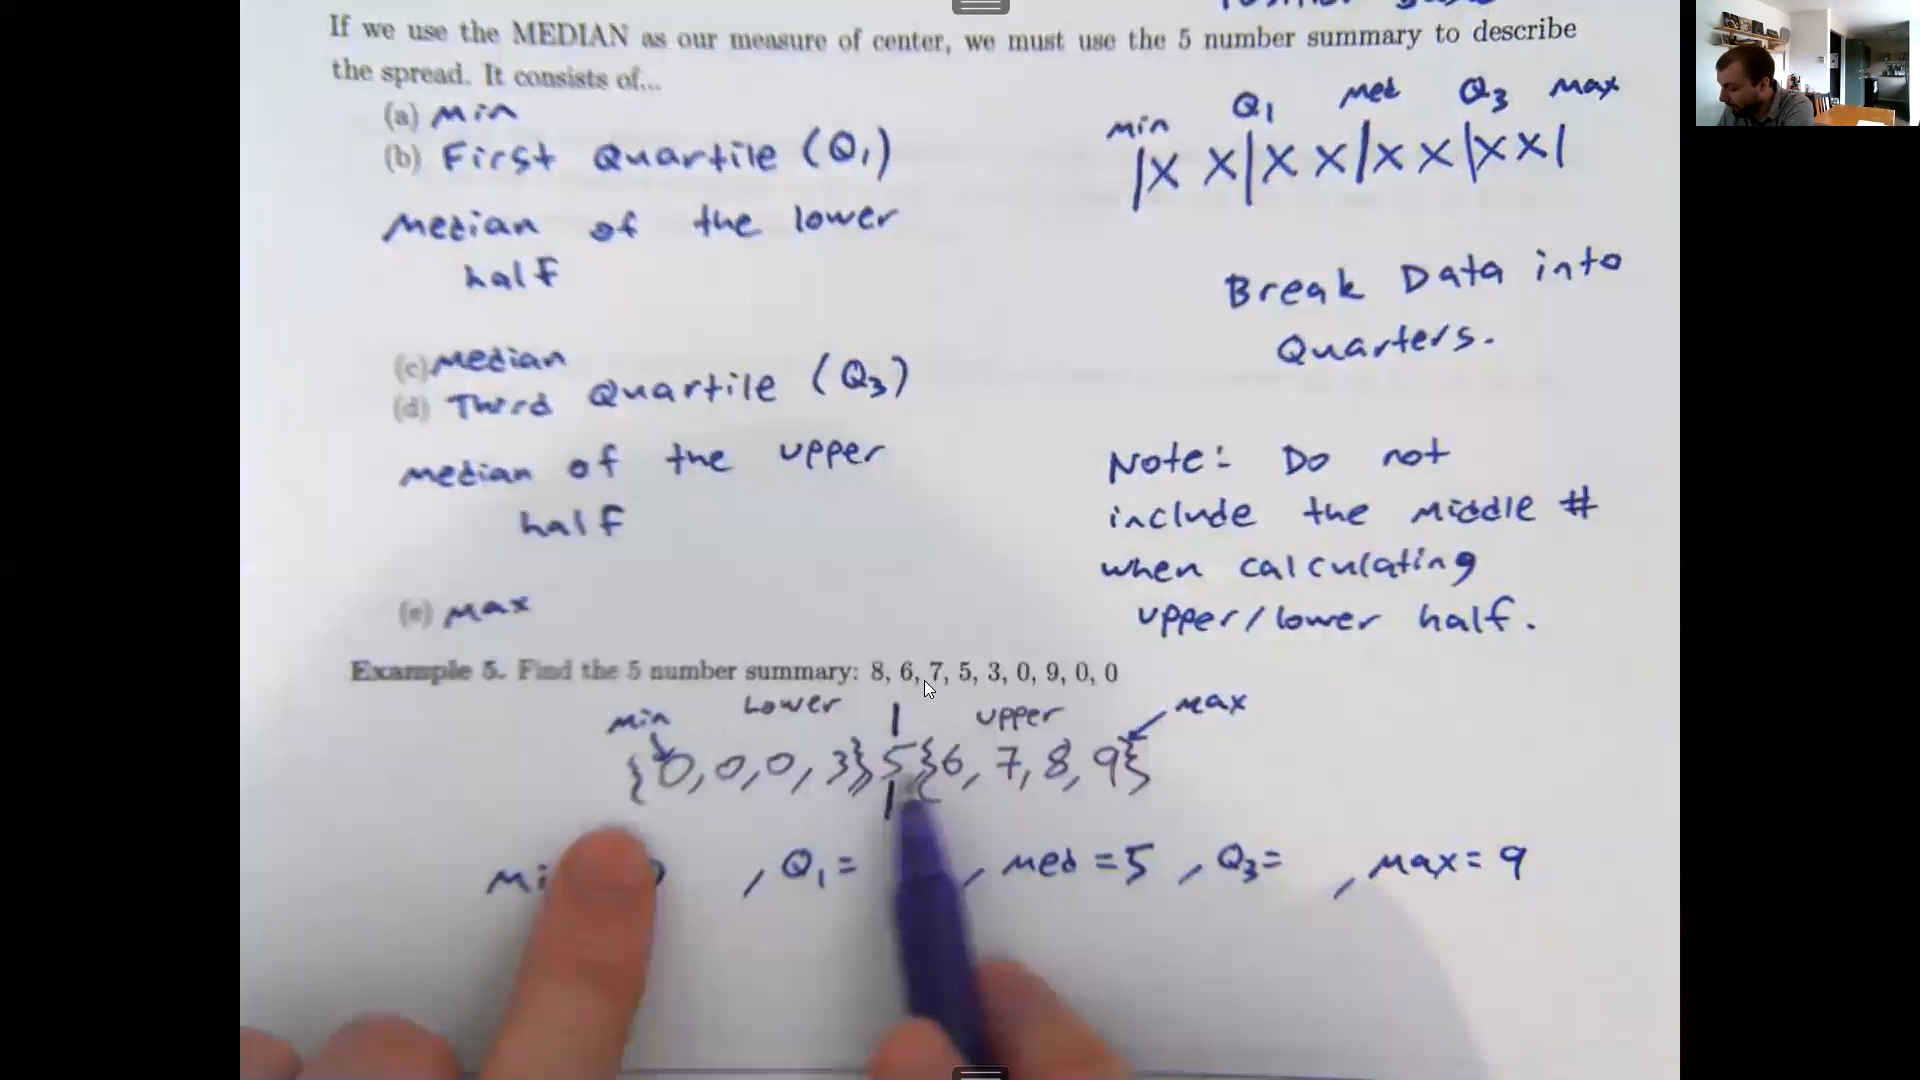 If we use the MEDIAN as our measure of center, we must use the 5 number summary to describe
the spread. It consists of...
(a) Min
(b) First Quartile (Q1)
Median of the lower
half
(c) Median
(d) Third Quartile (Q3)
median of the upper
half
(e) Max
min Q1 med Q3 max
|X X|X X|X X|X X|
Break Data into
Quarters.
Note: Do not
include the middle #
when calculating
upper/lower half.
Example 5. Find the 5 number summary: 8, 6, 7, 5, 3, 0, 9, 0, 0
min Lower upper max
{0, 0, 0, 3} 5 {6, 7, 8, 9}
, Q1= , Med = 5 , Q3= , Max = 9